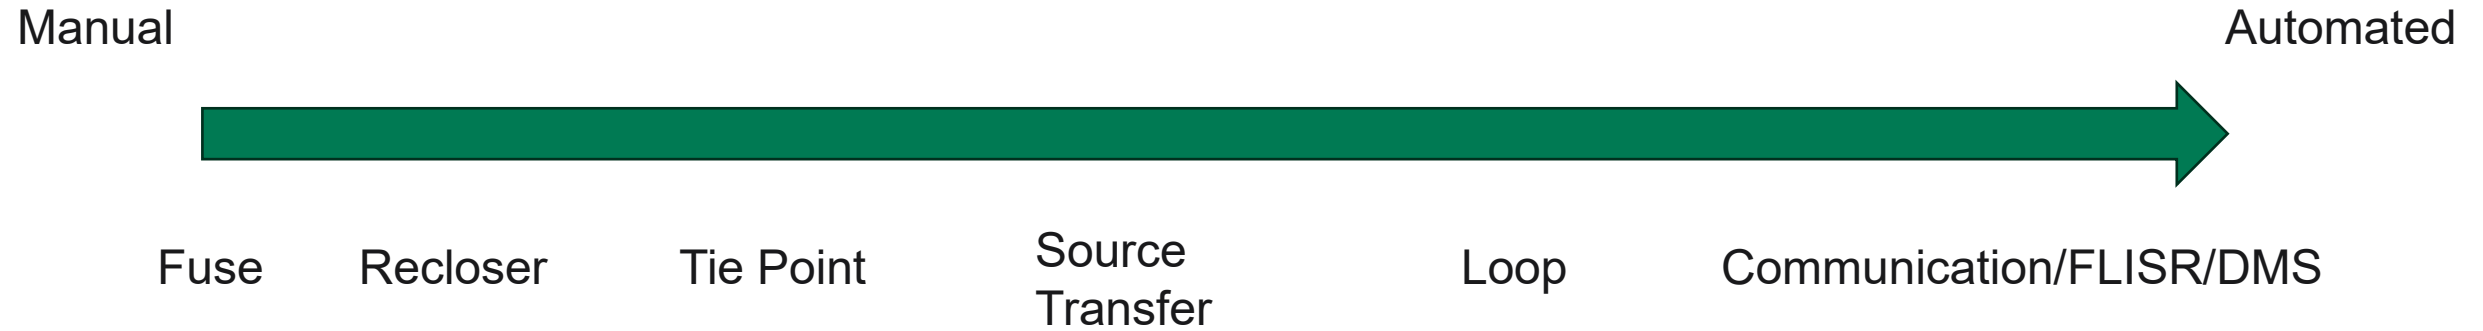 Manual
Automated
Fuse
Recloser
Tie Point
Source
Transfer
Loop
Communication/FLISR/DMS